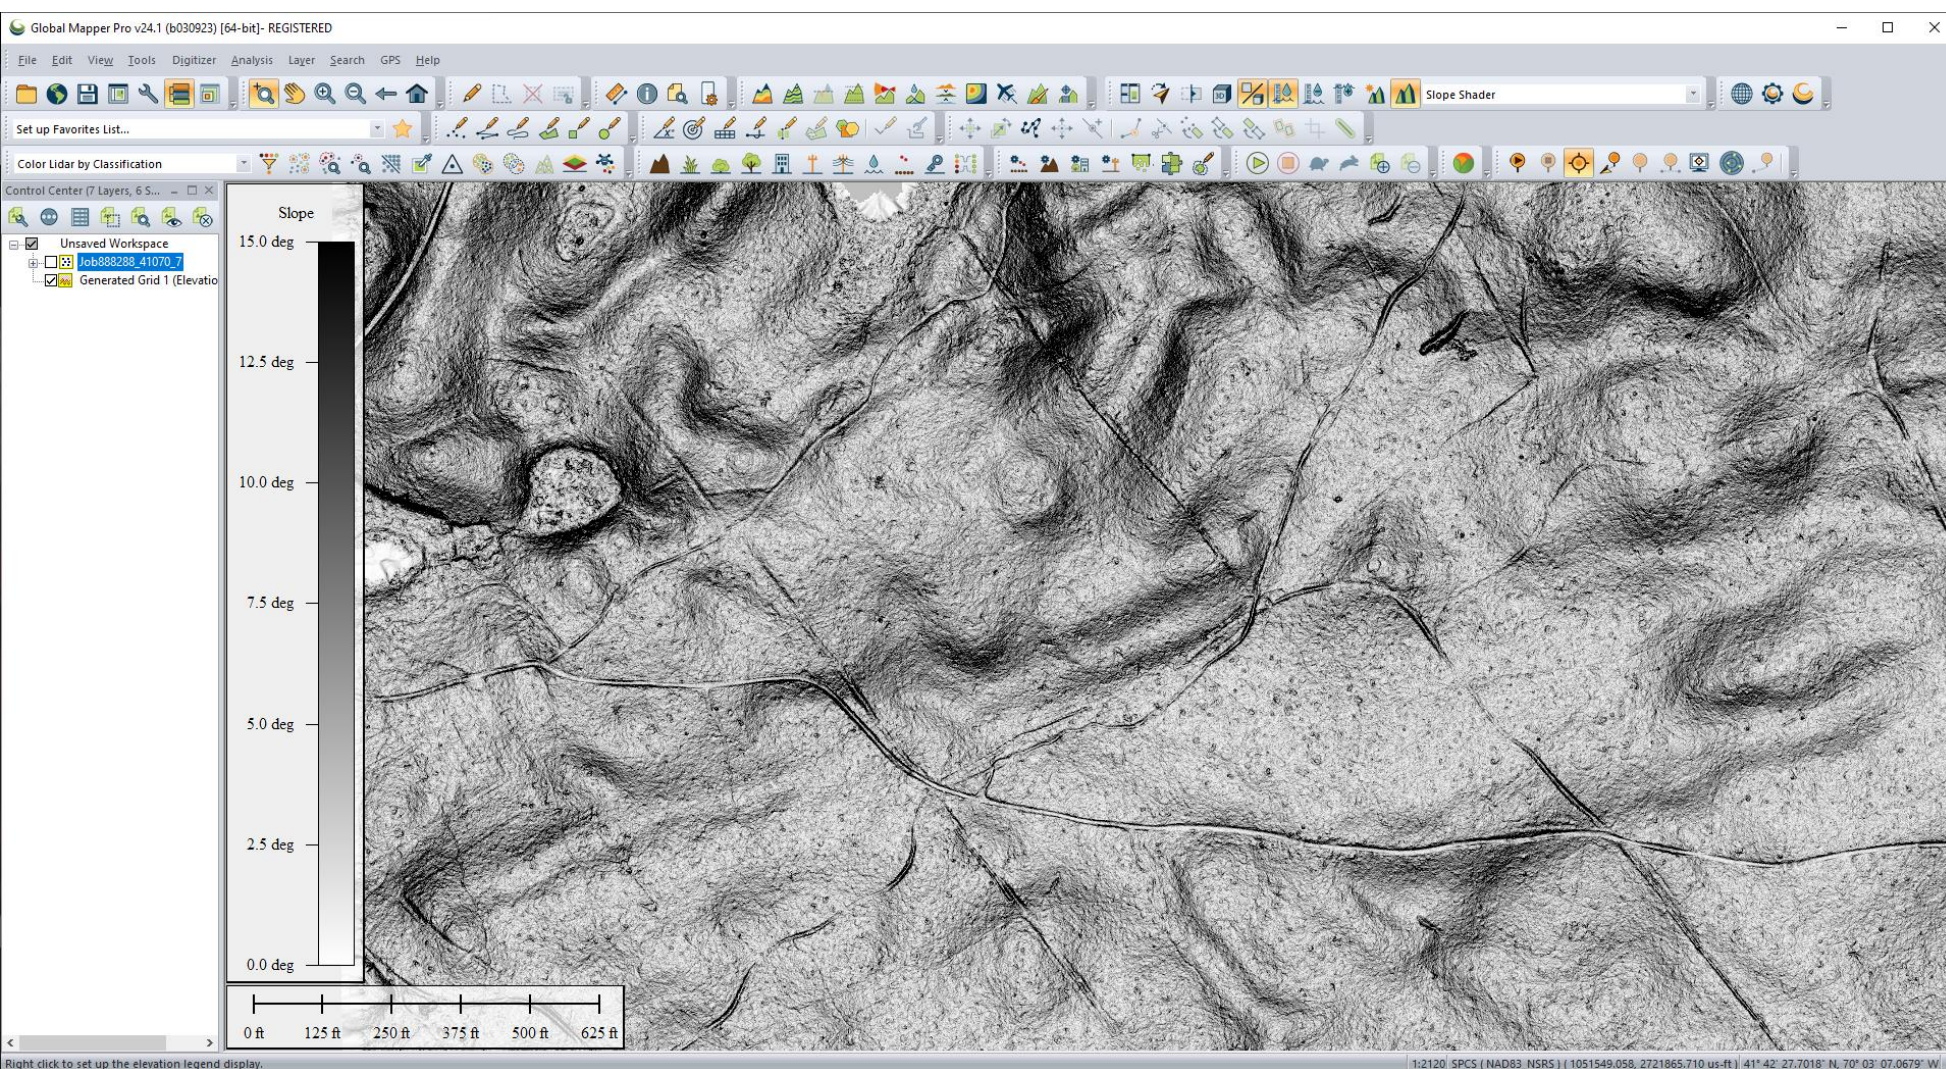 Global Mapper Pro v24.1 (b030923) [64-bit]- REGISTERED
File Edit View Tools Digitizer Analysis Layer Search GPS Help
Slope Shader
Set up Favorites List...
Color Lidar by Classification
Control Center (7 Layers, 6 S...
Unsaved Workspace
Job888288_41070_7
Generated Grid 1 (Elevatio
Slope
15.0 deg
12.5 deg
10.0 deg
7.5 deg
5.0 deg
2.5 deg
0.0 deg
0 ft 125 ft 250 ft 375 ft 500 ft 625 ft
Right click to set up the elevation legend display.
1:2120 SPCS ( NAD83_NSRS ) ( 1051549.058, 2721865.710 us-ft ) 41° 42' 27.7018" N, 70° 03' 07.0679" W